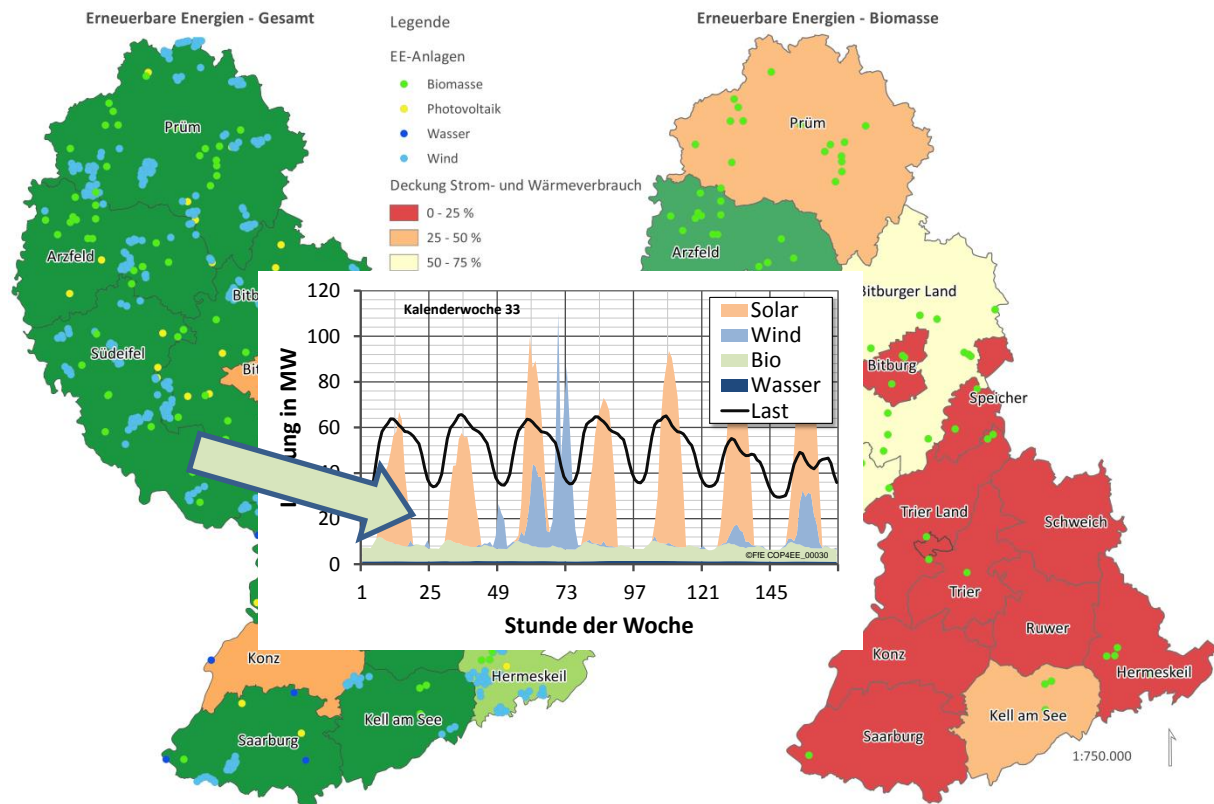 Erneuerbare Energien - Gesamt
Legende
EE-Anlagen
Biomasse
Photovoltaik
Wasser
Wind
Deckung Strom- und Wärmeverbrauch
0 - 25 %
25 - 50 %
50 - 75 %
Erneuerbare Energien - Biomasse
Prüm
Arzfeld
Südeifel
Konz
Saarburg
Kell am See
Hermeskeil
Kalenderwoche 33
120
100
80
60
20
0
1
25
49
73
97
121
145
Stunde der Woche
ung in MW
Solar
Wind
Bio
Wasser
Last
©FfE COP4EE_00030
Prüm
Arzfeld
Bitburger Land
Bitburg
Speicher
Trier Land
Schweich
Trier
Ruwer
Konz
Hermeskeil
Kell am See
Saarburg
1:750.000